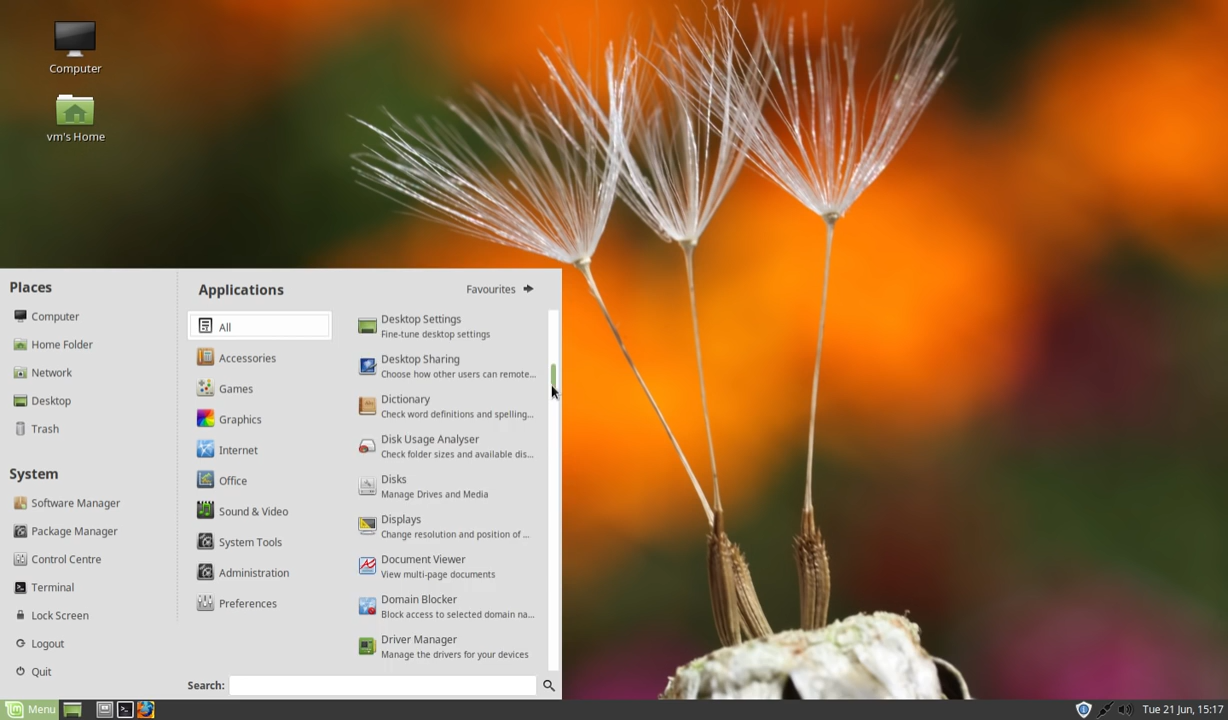 Computer
vm's Home
Places
Computer
Home Folder
Network
Desktop
Trash
System
Software Manager
Package Manager
Control Centre
Terminal
Lock Screen
Logout
Quit
Applications
Favourites
All
Accessories
Games
Graphics
Internet
Office
Sound & Video
System Tools
Administration
Preferences
Desktop Settings
Fine-tune desktop settings
Desktop Sharing
Choose how other users can remote...
Dictionary
Check word definitions and spelling...
Disk Usage Analyser
Check folder sizes and available dis...
Disks
Manage Drives and Media
Displays
Change resolution and position of ...
Document Viewer
View multi-page documents
Domain Blocker
Block access to selected domain na...
Driver Manager
Manage the drivers for your devices
Search:
Menu
Tue 21 Jun, 15:17